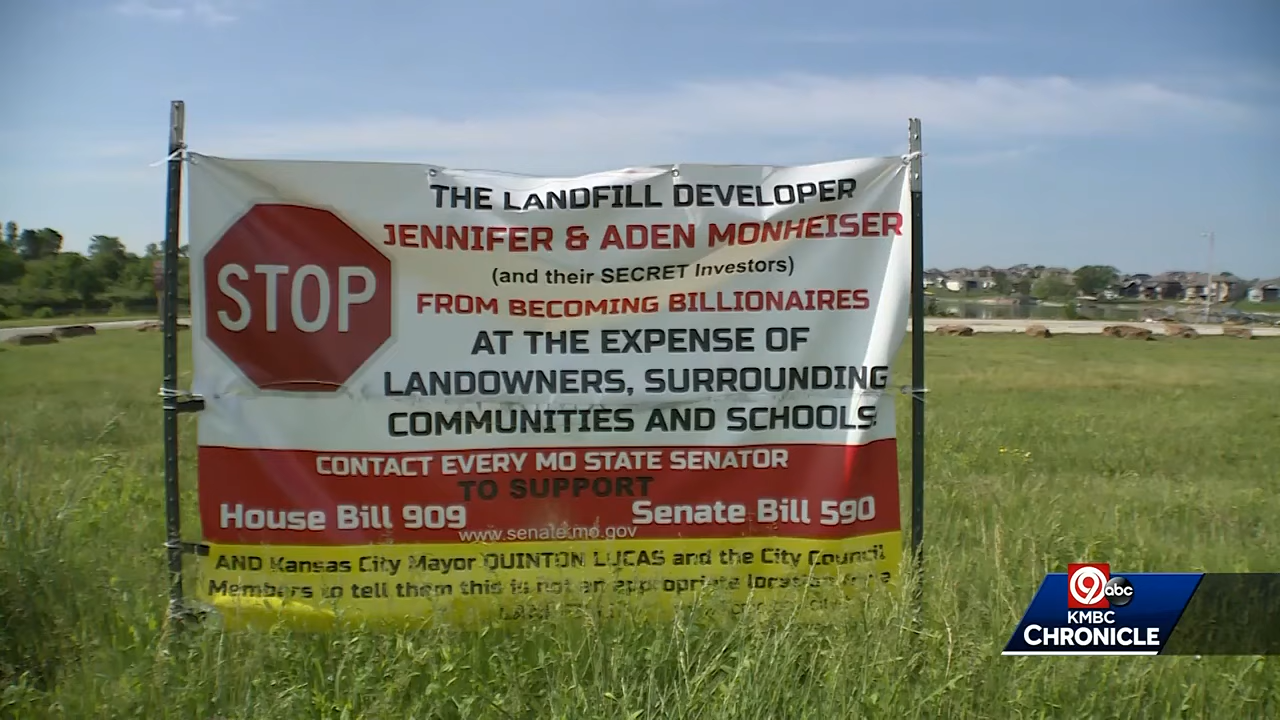 THE LANDFILL DEVELOPER
JENNIFER & ADEN MONHEISER
(and their SECRET Investors)
FROM BECOMING BILLIONAIRES
STOP
AT THE EXPENSE OF
LANDOWNERS, SURROUNDING
COMMUNITIES AND SCHOOLS
CONTACT EVERY MO STATE SENATOR
TO SUPPORT
House Bill 909
Senate Bill 590
www.senate.mo.gov
AND Kansas City Mayor QUINTON LUCAS and the City Council
Members to tell them this is not an appropriate location for a
9 abc
KMBC
CHRONICLE